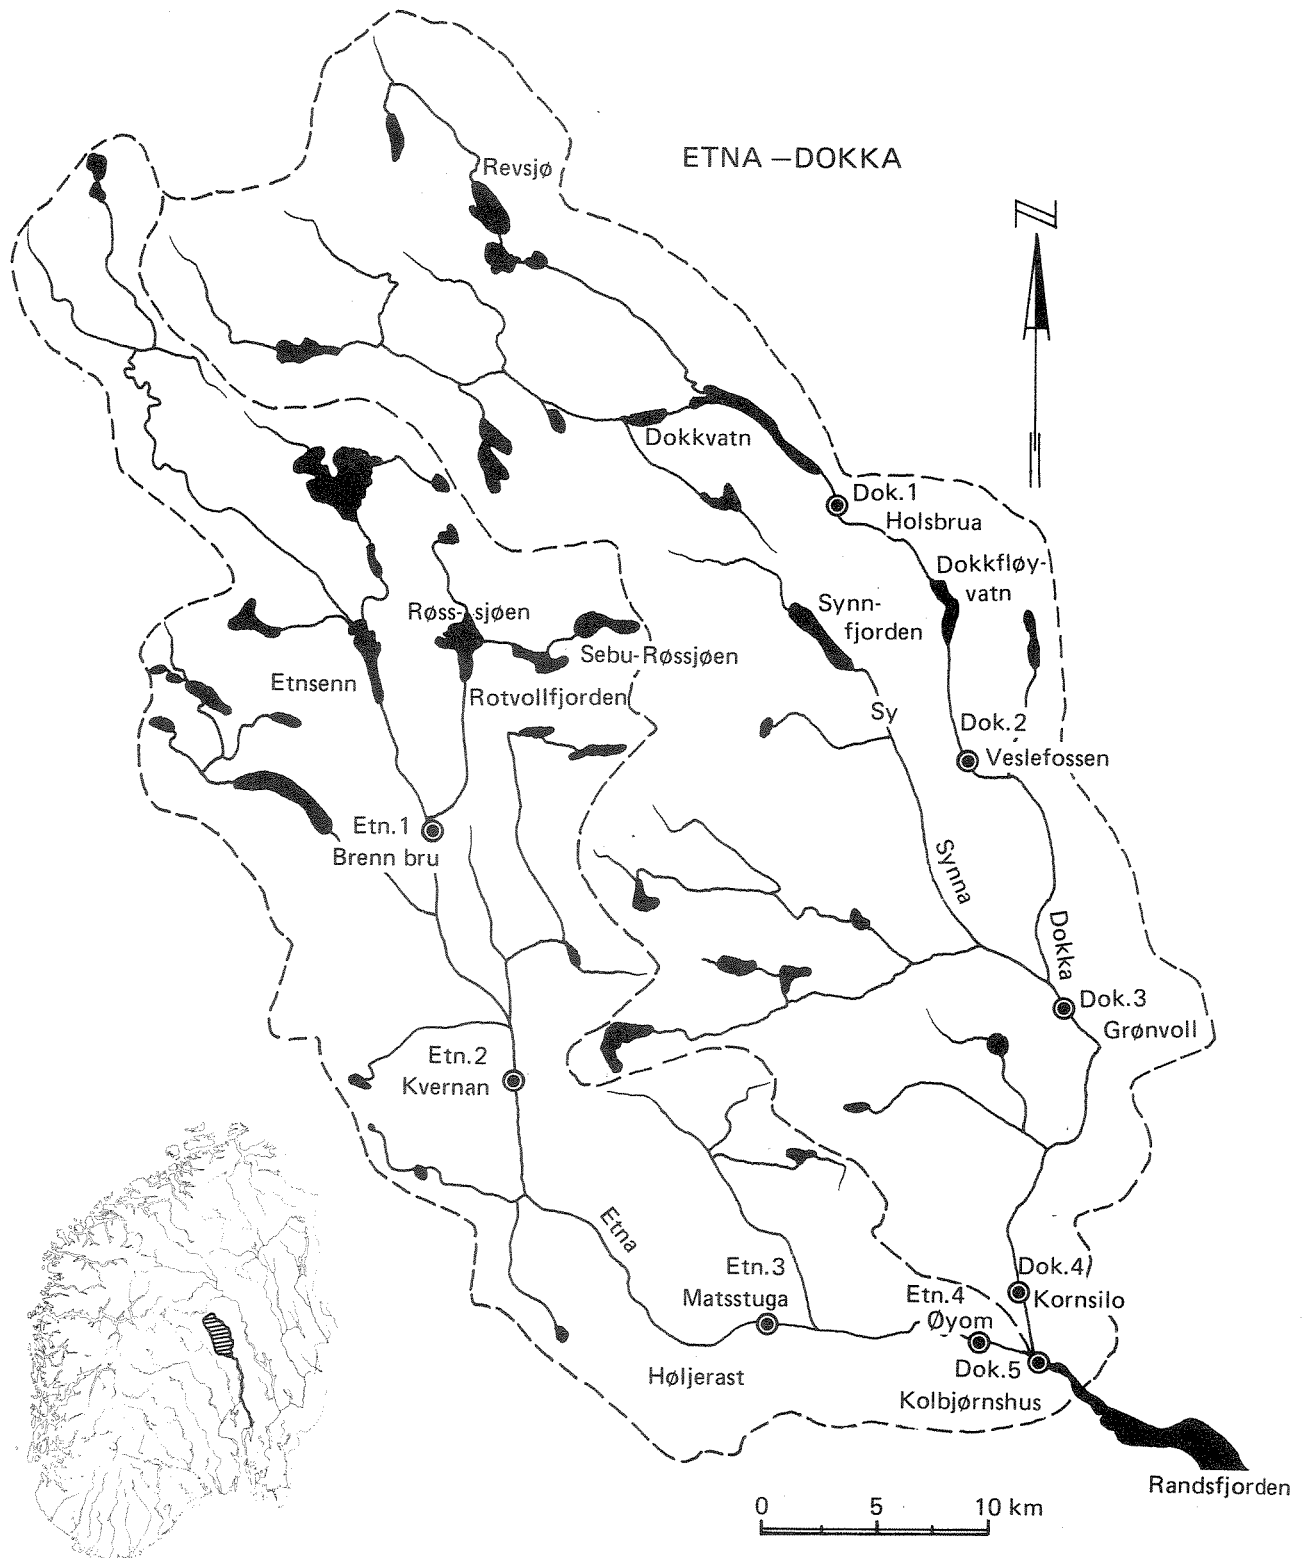 ETNA –DOKKA
Revsjø
N
Dokkvatn
Dok.1
Holsbrua
Dokkfløy-
vatn
Synn-
fjorden
Røss-sjøen
Sebu-Røssjøen
Etnsenn
Rotvollfjorden
Sy
Dok.2
Veslefossen
Etn.1
Brenn bru
Synna
Dokka
Dok.3
Grønvoll
Etn.2
Kvernan
Etna
Etn.3
Matsstuga
Dok.4
Kornsilo
Etn.4
Øyom
Dok.5
Kolbjørnshus
Høljerast
Randsfjorden
0 5 10 km